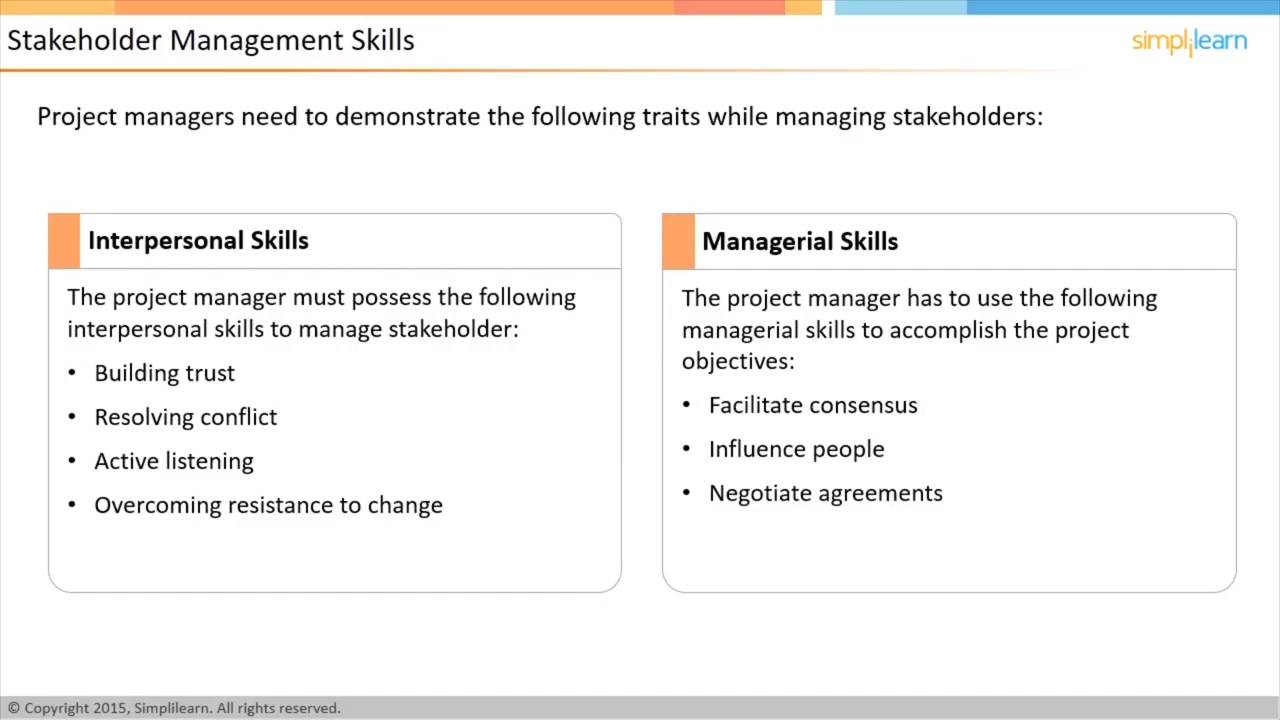 Stakeholder Management Skills
simplilearn
Project managers need to demonstrate the following traits while managing stakeholders:
Interpersonal Skills
The project manager must possess the following
interpersonal skills to manage stakeholder:
• Building trust
• Resolving conflict
• Active listening
• Overcoming resistance to change
Managerial Skills
The project manager has to use the following
managerial skills to accomplish the project
objectives:
• Facilitate consensus
• Influence people
• Negotiate agreements
© Copyright 2015, Simplilearn. All rights reserved.